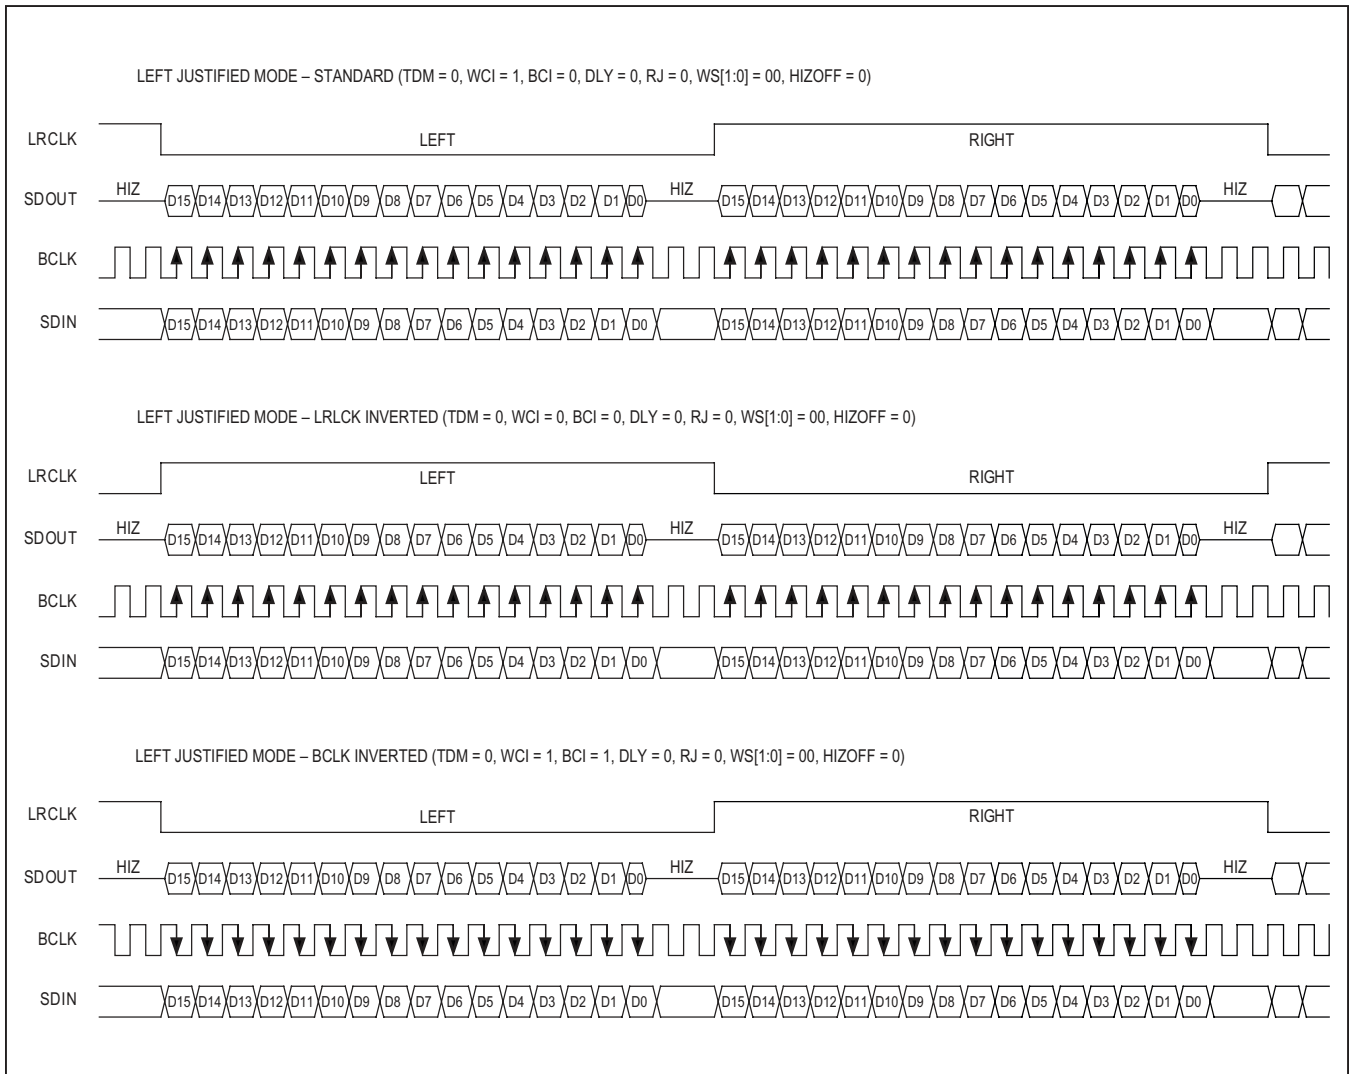 LEFT JUSTIFIED MODE – STANDARD (TDM = 0, WCI = 1, BCI = 0, DLY = 0, RJ = 0, WS[1:0] = 00, HIZOFF = 0)
LRCLK LEFT RIGHT
SDOUT HIZ D15 D14 D13 D12 D11 D10 D9 D8 D7 D6 D5 D4 D3 D2 D1 D0 HIZ D15 D14 D13 D12 D11 D10 D9 D8 D7 D6 D5 D4 D3 D2 D1 D0 HIZ
BCLK
SDIN D15 D14 D13 D12 D11 D10 D9 D8 D7 D6 D5 D4 D3 D2 D1 D0 D15 D14 D13 D12 D11 D10 D9 D8 D7 D6 D5 D4 D3 D2 D1 D0
LEFT JUSTIFIED MODE – LRLCK INVERTED (TDM = 0, WCI = 0, BCI = 0, DLY = 0, RJ = 0, WS[1:0] = 00, HIZOFF = 0)
LRCLK LEFT RIGHT
SDOUT HIZ D15 D14 D13 D12 D11 D10 D9 D8 D7 D6 D5 D4 D3 D2 D1 D0 HIZ D15 D14 D13 D12 D11 D10 D9 D8 D7 D6 D5 D4 D3 D2 D1 D0 HIZ
BCLK
SDIN D15 D14 D13 D12 D11 D10 D9 D8 D7 D6 D5 D4 D3 D2 D1 D0 D15 D14 D13 D12 D11 D10 D9 D8 D7 D6 D5 D4 D3 D2 D1 D0
LEFT JUSTIFIED MODE – BCLK INVERTED (TDM = 0, WCI = 1, BCI = 1, DLY = 0, RJ = 0, WS[1:0] = 00, HIZOFF = 0)
LRCLK LEFT RIGHT
SDOUT HIZ D15 D14 D13 D12 D11 D10 D9 D8 D7 D6 D5 D4 D3 D2 D1 D0 HIZ D15 D14 D13 D12 D11 D10 D9 D8 D7 D6 D5 D4 D3 D2 D1 D0 HIZ
BCLK
SDIN D15 D14 D13 D12 D11 D10 D9 D8 D7 D6 D5 D4 D3 D2 D1 D0 D15 D14 D13 D12 D11 D10 D9 D8 D7 D6 D5 D4 D3 D2 D1 D0